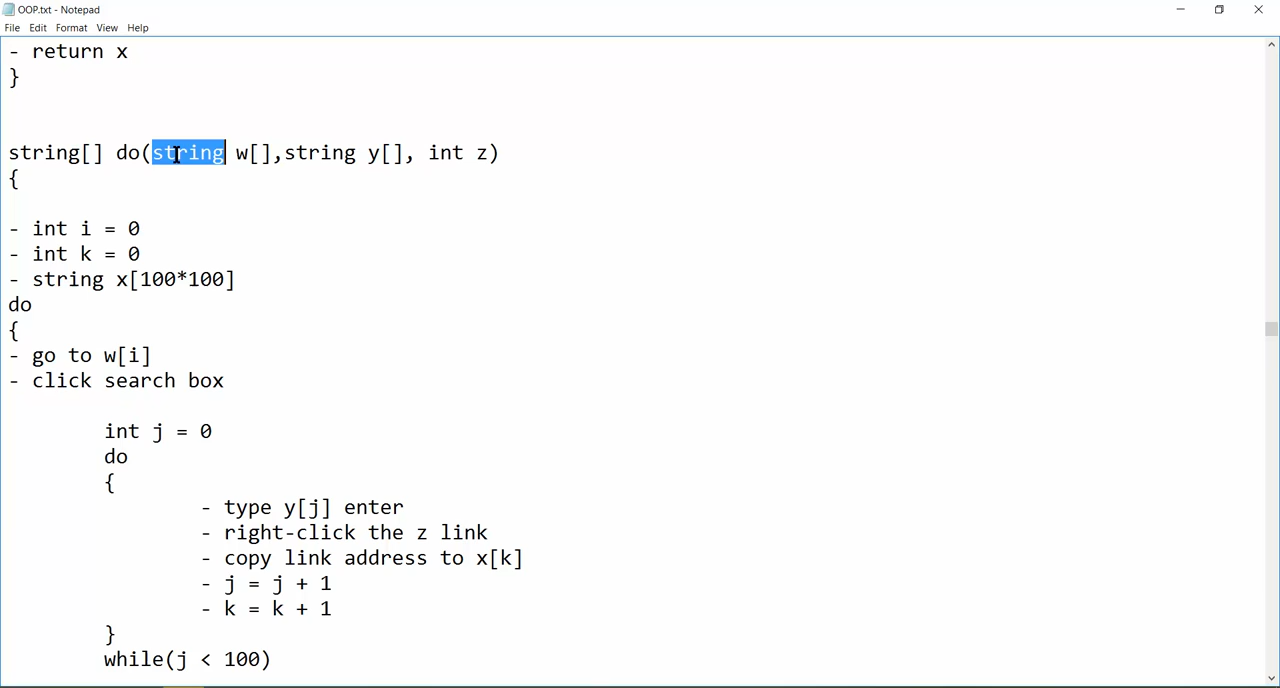 OOP.txt - Notepad
File Edit Format View Help
- return x
}
string[] do(string w[],string y[], int z)
{
- int i = 0
- int k = 0
- string x[100*100]
do
{
- go to w[i]
- click search box
int j = 0
do
{
- type y[j] enter
- right-click the z link
- copy link address to x[k]
- j = j + 1
- k = k + 1
}
while(j < 100)